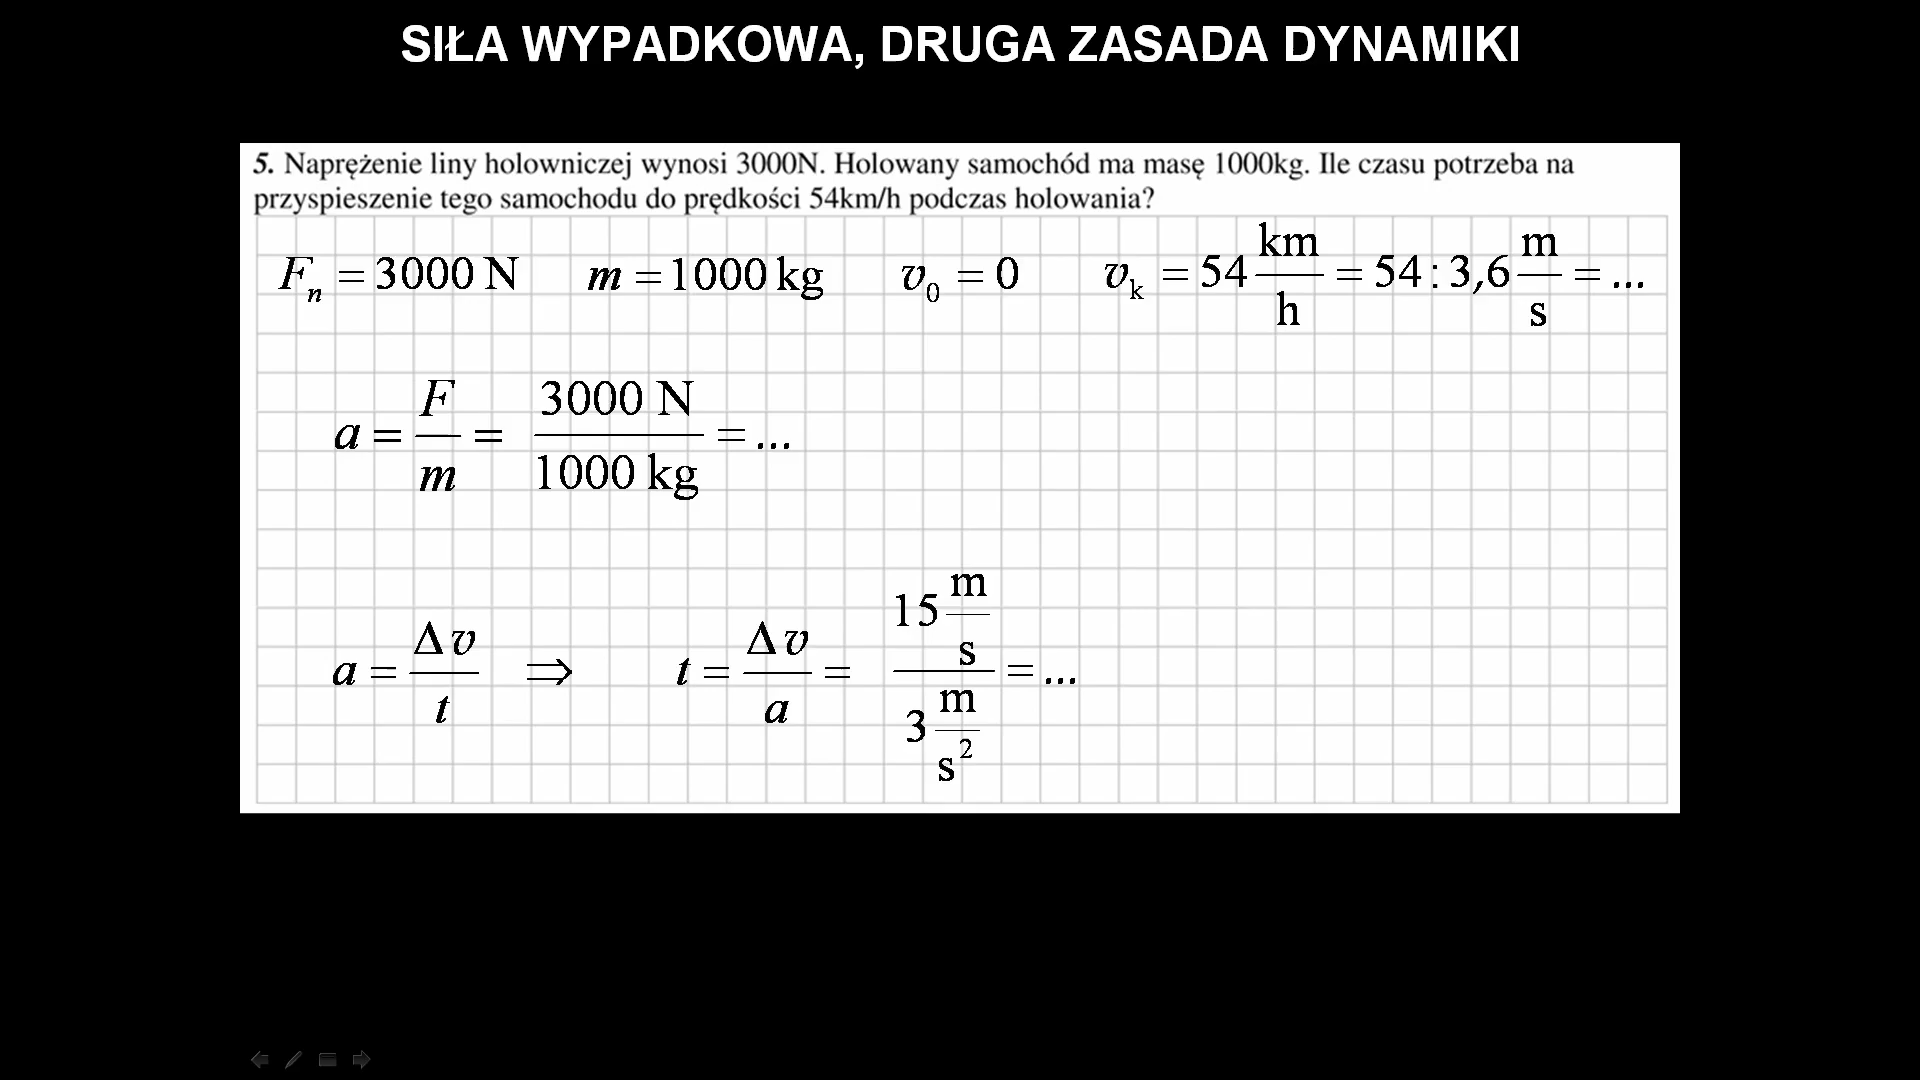 SIŁA WYPADKOWA, DRUGA ZASADA DYNAMIKI
5. Naprężenie liny holowniczej wynosi 3000N. Holowany samochód ma masę 1000kg. Ile czasu potrzeba na
przyspieszenie tego samochodu do prędkości 54km/h podczas holowania?
Fₙ = 3000 N m = 1000 kg v₀ = 0 vₖ = 54 km/h = 54 : 3,6 m/s = ...
a = F/m = 3000 N/1000 kg = ...
a = Δv/t ⇒ t = Δv/a = 15 m/s / 3 m/s² = ...